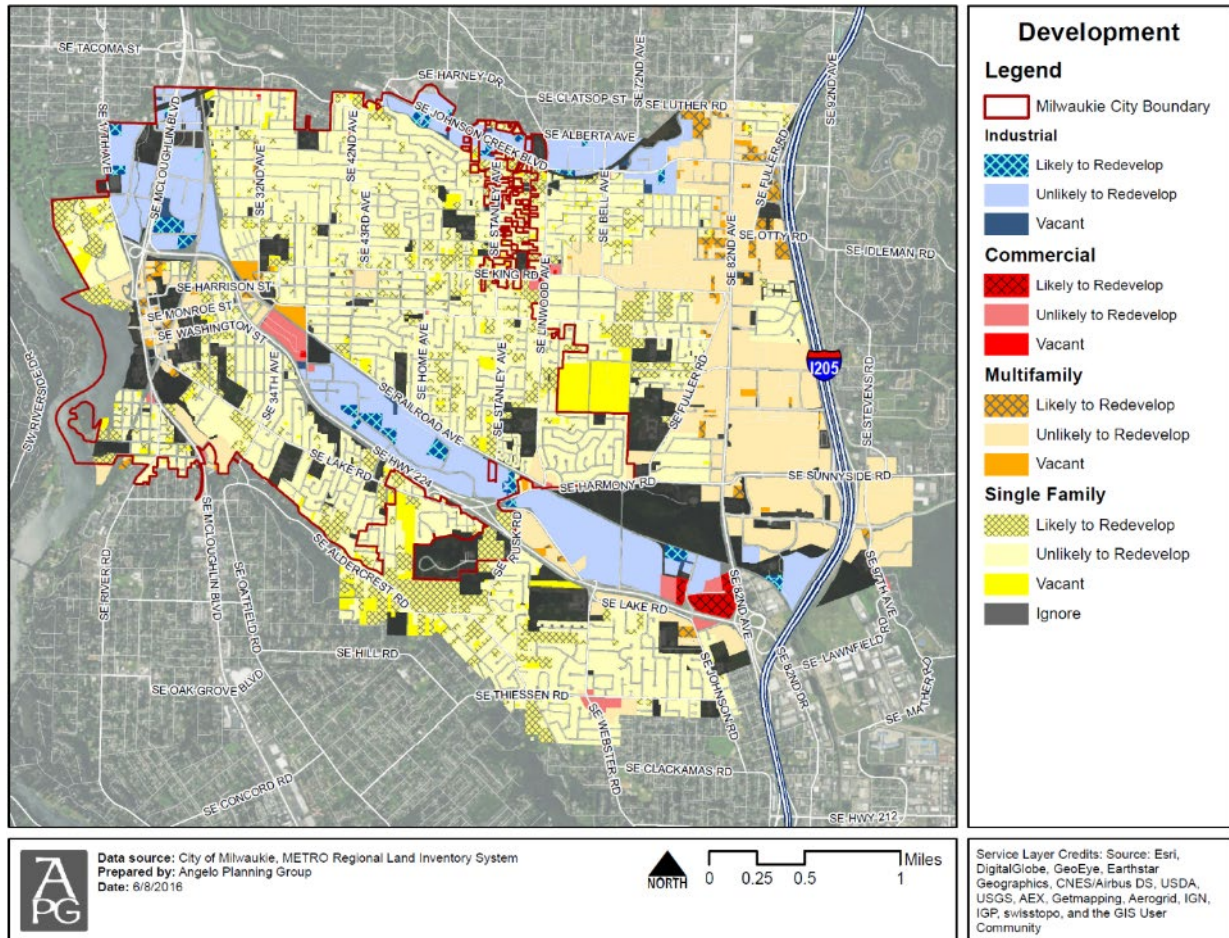 SE TACOMA ST
SE HARNEY DR
SE 72ND AVE
SE 92ND AVE
SE CLATSOP ST
SE LUTHER RD
SE 17TH AVE
SE MCLOUGHLIN BLVD
SE JOHNSON CREEK BLVD
SE ALBERTA AVE
SE 32ND AVE
SE 42ND AVE
SE FULLER RD
SE 43RD AVE
SE STANLEY AVE
SE BELL AVE
SE 82ND AVE
SE OTTY RD
SE IDLEMAN RD
SE KING RD
SE LINWOOD AVE
SE HARRISON ST
SE MONROE ST
SE WASHINGTON ST
SE 34TH AVE
SE HOME AVE
SE STANLEY AVE
SE FULLER RD
I205
SE STEVENS RD
SW RIVERSIDE DR
SE RAILROAD AVE
SE LAKE RD
SE HWY 224
SE HARMONY RD
SE SUNNYSIDE RD
SE RUSK RD
SE RIVER RD
SE MCLOUGHLIN BLVD
SE OATFIELD RD
SE ALDERCREST RD
SE LAKE RD
SE 82ND AVE
SE 97TH AVE
SE HILL RD
SE LAWNFIELD RD
SE OAK GROVE BLVD
SE THIESSEN RD
SE JOHNSON RD
SE 82ND DR
SE MATHER RD
SE WEBSTER RD
SE CLACKAMAS RD
SE CONCORD RD
SE HWY 212
Development
Legend
Milwaukie City Boundary
Industrial
Likely to Redevelop
Unlikely to Redevelop
Vacant
Commercial
Likely to Redevelop
Unlikely to Redevelop
Vacant
Multifamily
Likely to Redevelop
Unlikely to Redevelop
Vacant
Single Family
Likely to Redevelop
Unlikely to Redevelop
Vacant
Ignore
APG
Data source: City of Milwaukie, METRO Regional Land Inventory System
Prepared by: Angelo Planning Group
Date: 6/8/2016
NORTH
Miles
0 0.25 0.5 1
Service Layer Credits: Source: Esri,
DigitalGlobe, GeoEye, Earthstar
Geographics, CNES/Airbus DS, USDA,
USGS, AEX, Getmapping, Aerogrid, IGN,
IGP, swisstopo, and the GIS User
Community